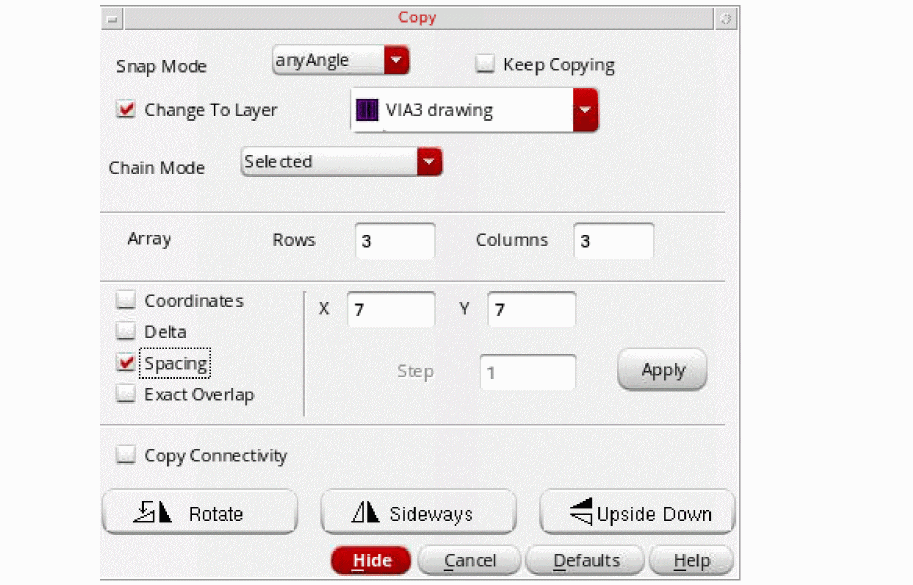 Copy
Snap Mode anyAngle Keep Copying
Change To Layer VIA3 drawing
Chain Mode Selected
Array Rows 3 Columns 3
Coordinates X 7 Y 7
Delta
Spacing Step 1 Apply
Exact Overlap
Copy Connectivity
Rotate Sideways Upside Down
Hide Cancel Defaults Help